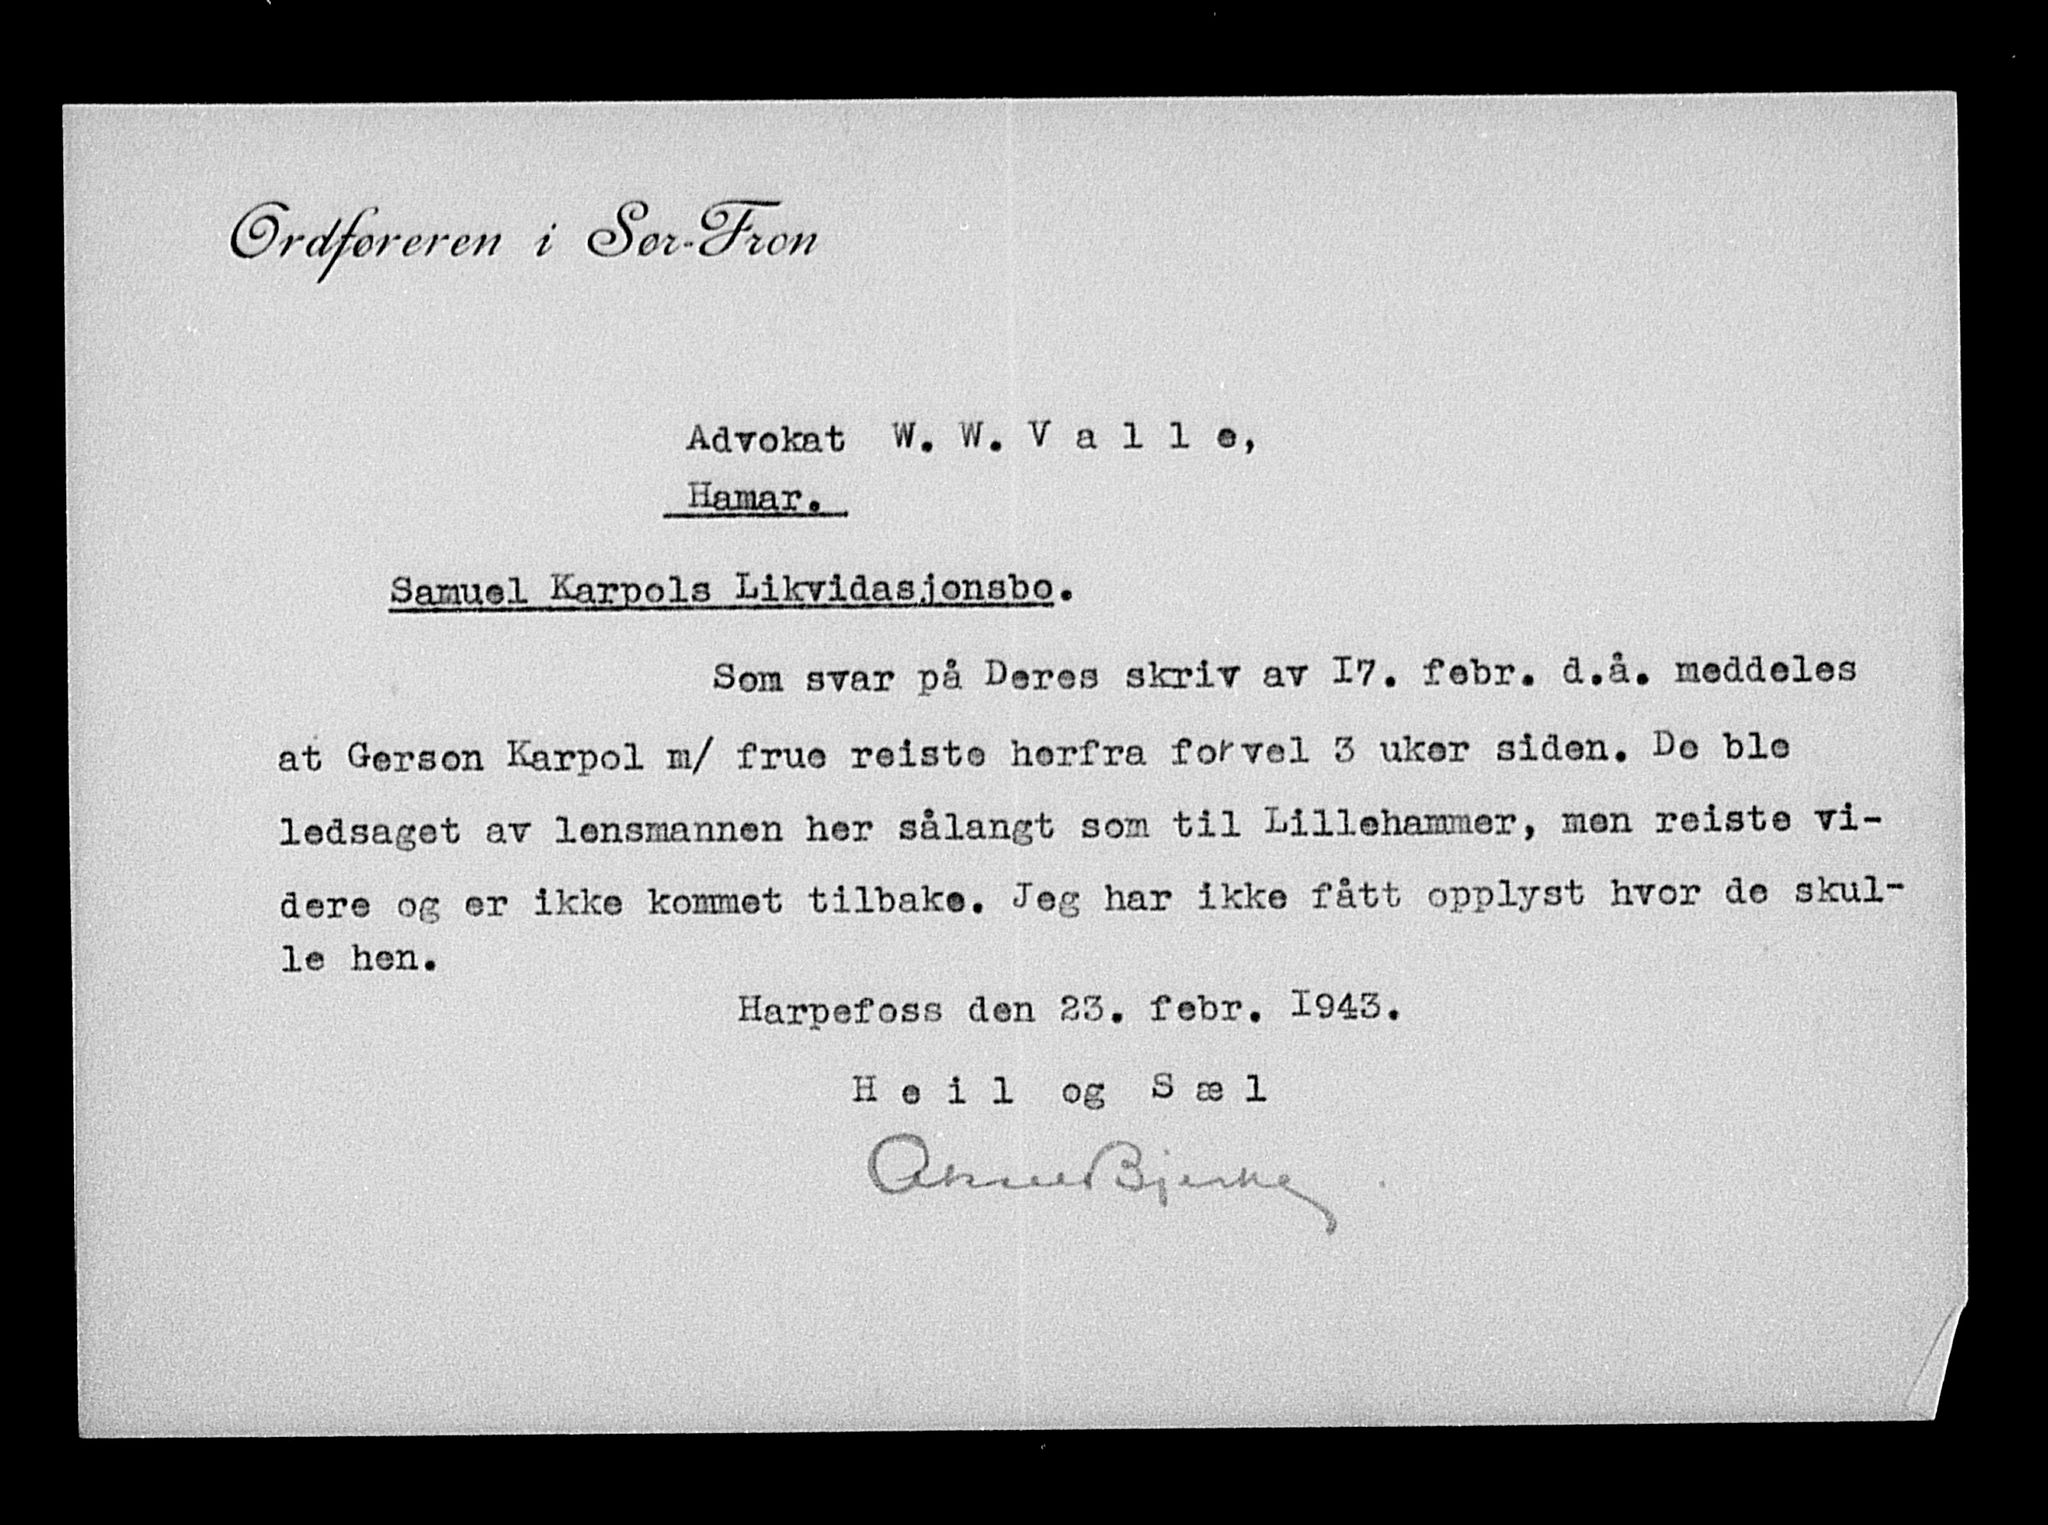 Ordføreren i Sør-Fron
Advokat W. W. V a l l e,
Hamar.
Samuel Karpols Likvidasjonsbo.
Som svar på Deres skriv av I7. febr. d.å. meddeles
at Gerson Karpol m/ frue reiste herfra forvel 3 uker siden. De ble
ledsaget av lensmannen her sålangt som til Lillehammer, men reiste vi-
dere og er ikke kommet tilbake. Jeg har ikke fått opplyst hvor de skul-
le hen.
Harpefoss den 23. febr. I943.
H e i l og S æ l
Aksel Bjerke